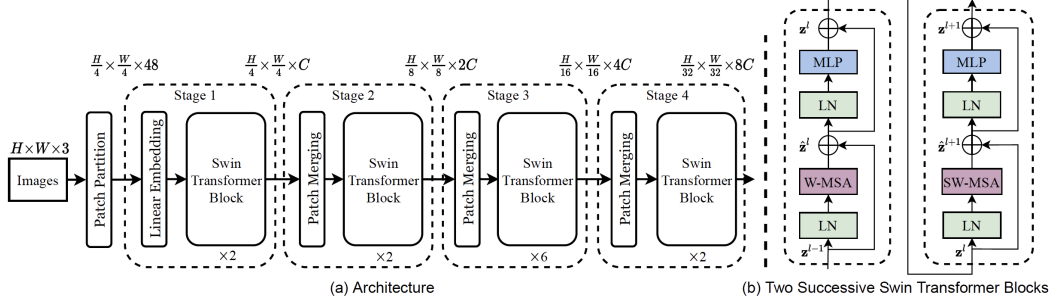 H/4 × W/4 × 48
H/4 × W/4 × C
H/8 × W/8 × 2C
H/16 × W/16 × 4C
H/32 × W/32 × 8C
Stage 1
Stage 2
Stage 3
Stage 4
H×W×3
Images
Patch Partition
Linear Embedding
Swin
Transformer
Block
×2
Patch Merging
Swin
Transformer
Block
×2
Patch Merging
Swin
Transformer
Block
×6
Patch Merging
Swin
Transformer
Block
×2
(a) Architecture
z^l
MLP
LN
ẑ^l
W-MSA
LN
z^{l-1}
z^{l+1}
MLP
LN
ẑ^{l+1}
SW-MSA
LN
z^l
(b) Two Successive Swin Transformer Blocks